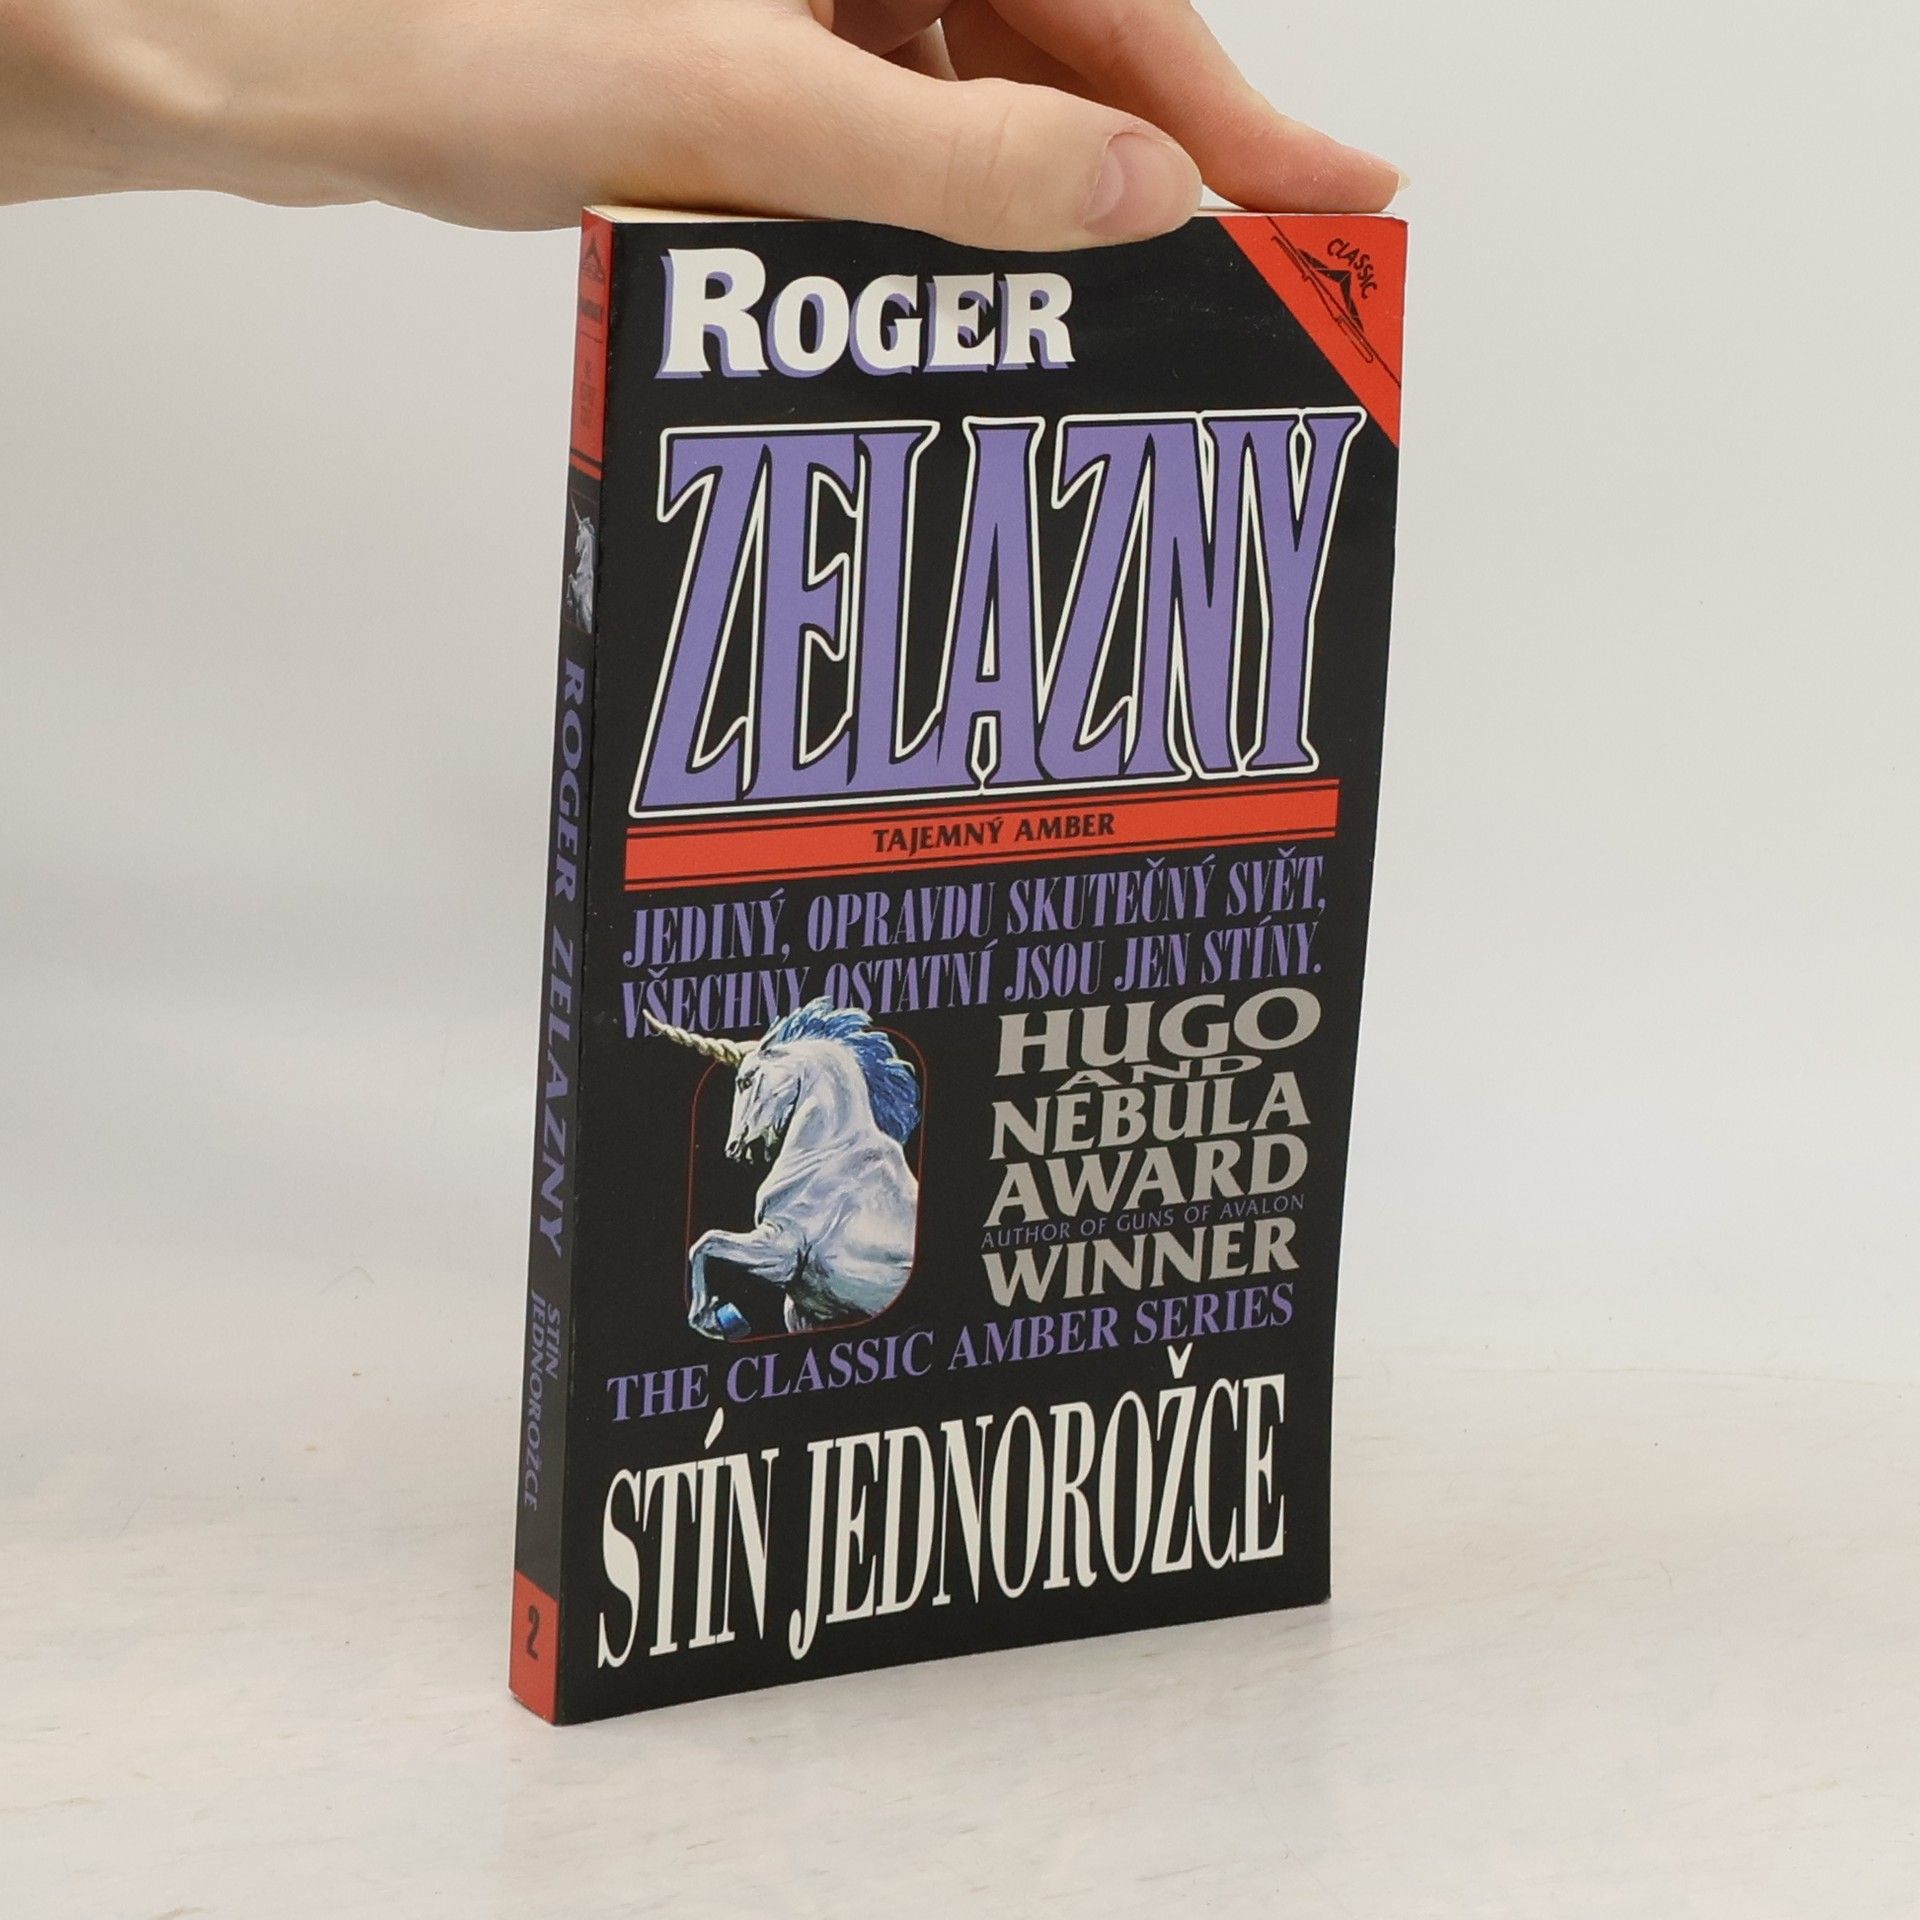 CLASSIC
ROGER
ZELAZNY
TAJEMNÝ AMBER
JEDINÝ, OPRAVDU SKUTEČNÝ SVĚT,
VŠECHNY OSTATNÍ JSOU JEN STÍNY.
HUGO
AND
NEBULA
AWARD
AUTHOR OF GUNS OF AVALON
WINNER
THE CLASSIC AMBER SERIES
STÍN JEDNOROŽCE
ROGER ZELAZNY
STÍN
JEDNOROŽCE
2